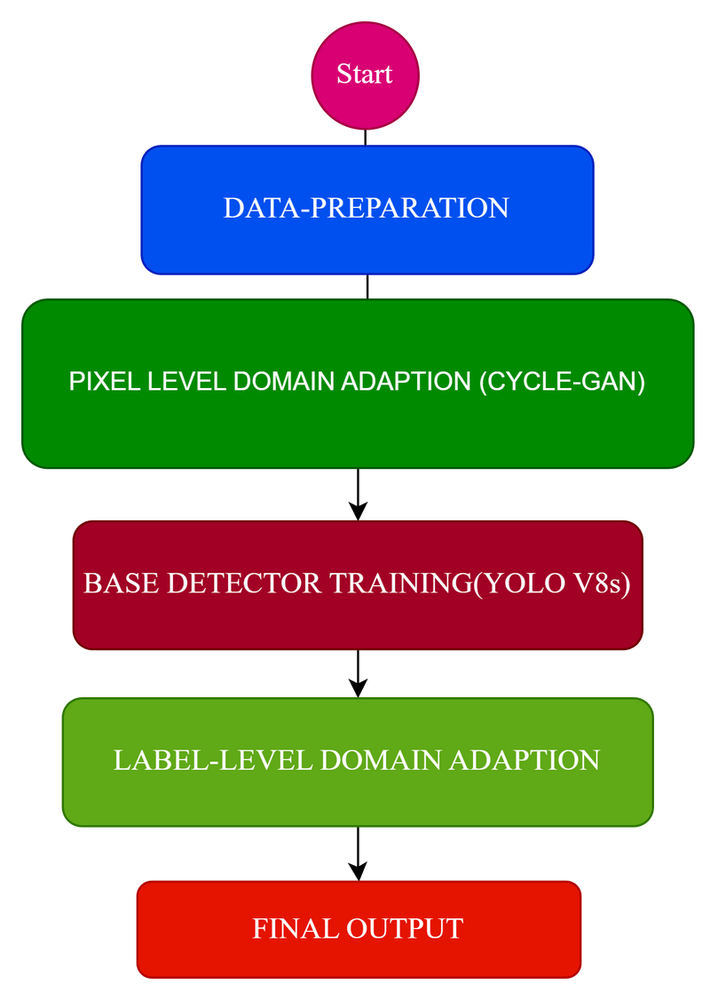 Start
DATA-PREPARATION
PIXEL LEVEL DOMAIN ADAPTION (CYCLE-GAN)
BASE DETECTOR TRAINING(YOLO V8s)
LABEL-LEVEL DOMAIN ADAPTION
FINAL OUTPUT